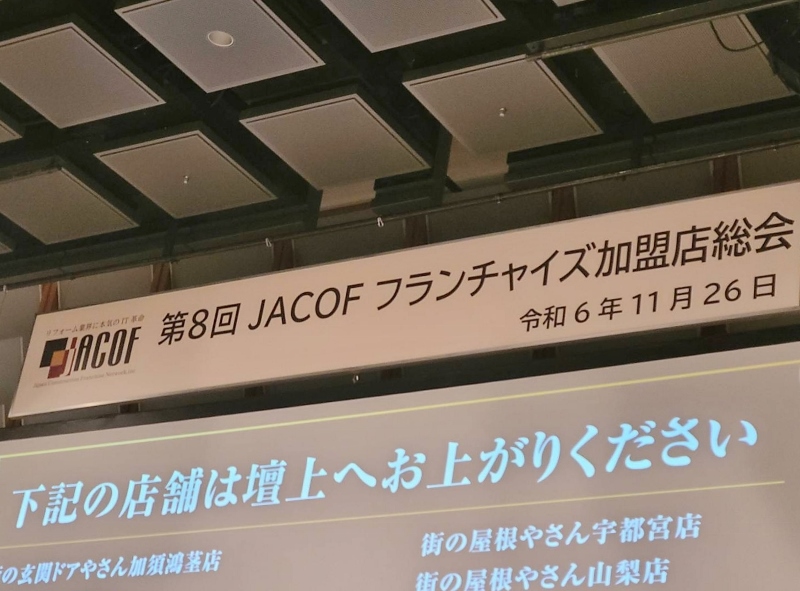 リフォーム業界に本気のIT革命
JACOF
第8回 JACOF フランチャイズ加盟店総会
令和6年11月26日
下記の店舗は壇上へお上がりください
の玄関ドアやさん加須鴻茎店
街の屋根やさん宇都宮店
街の屋根やさん山梨店